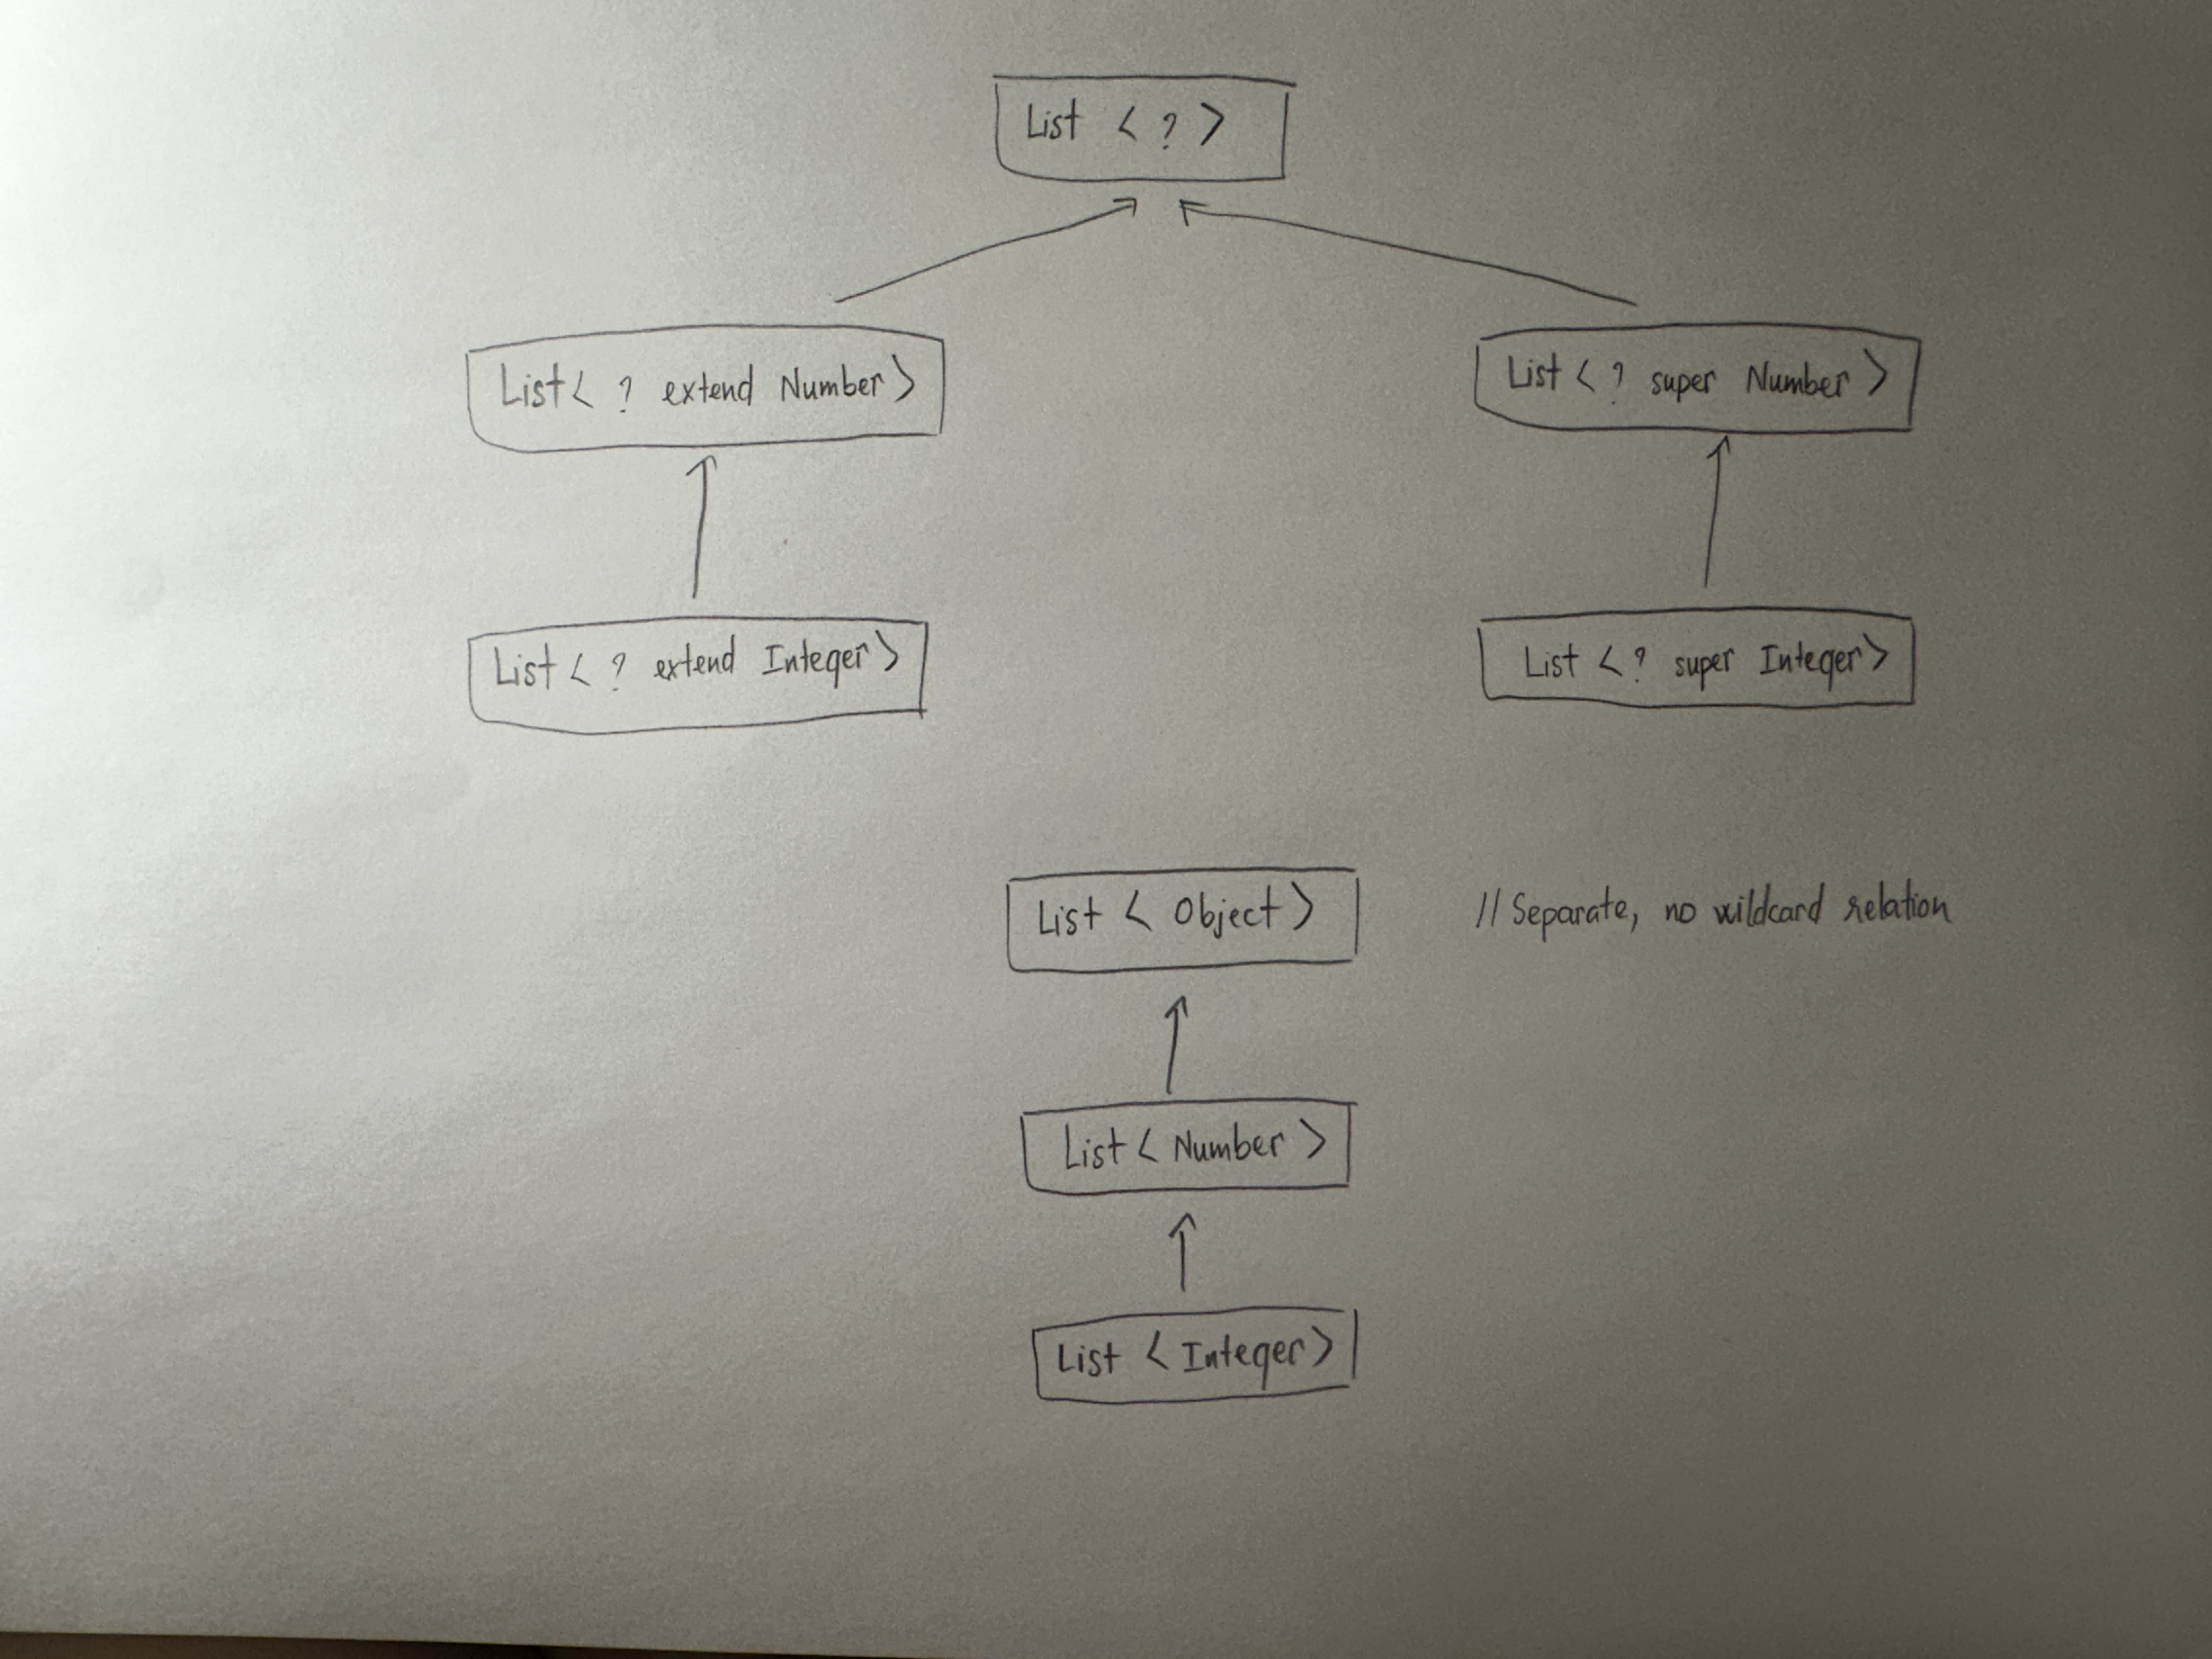 List < ? >
List < ? extend Number >
List < ? super Number >
List < ? extend Integer >
List < ? super Integer >
List < Object >
// Separate, no wildcard relation
List < Number >
List < Integer >